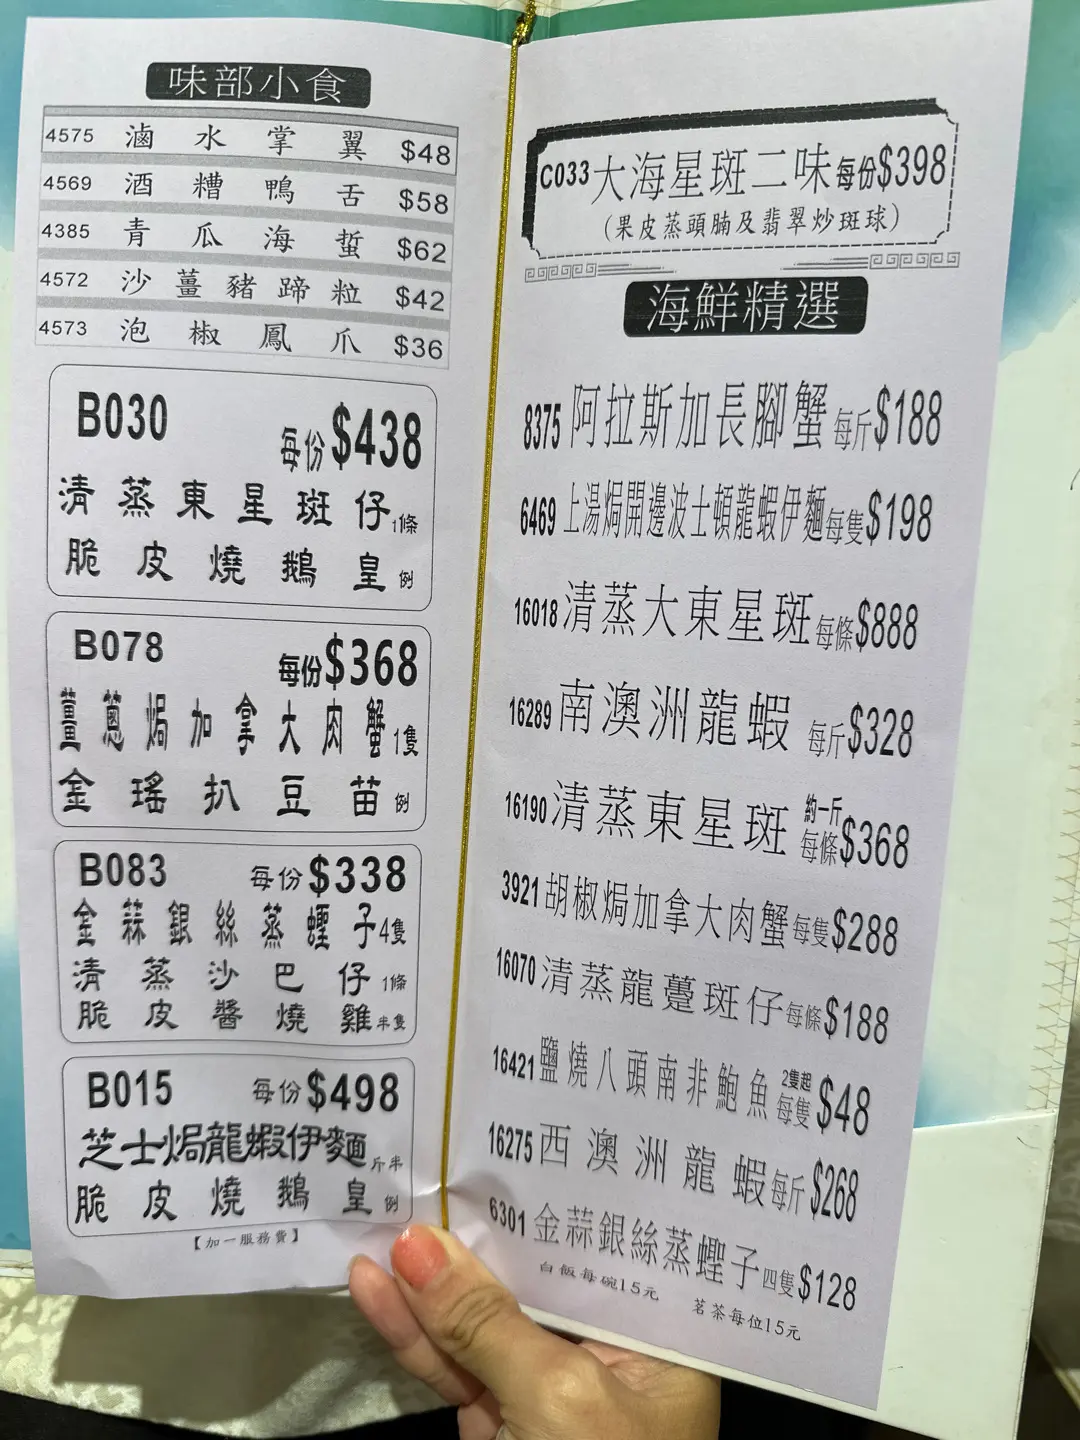 味部小食
4575 滷水掌翼 $48
4569 酒糟鴨舌 $58
4385 青瓜海蜇 $62
4572 沙薑豬蹄粒 $42
4573 泡椒鳳爪 $36
B030 每份$438
清蒸東星斑仔1條
脆皮燒鵝皇例
B078 每份$368
薑蔥焗加拿大肉蟹1隻
金瑤扒豆苗例
B083 每份$338
金蒜銀絲蒸蟶子4隻
清蒸沙巴仔1條
脆皮醬燒雞半隻
B015 每份$498
芝士焗龍蝦伊麵斤半
脆皮燒鵝皇例
【加一服務費】
C033大海星斑二味每份$398
(果皮蒸頭腩及翡翠炒斑球)
海鮮精選
8375 阿拉斯加長腳蟹每斤$188
6469 上湯焗開邊波士頓龍蝦伊麵每隻$198
16018 清蒸大東星斑每條$888
16289 南澳洲龍蝦 每斤$328
16190 清蒸東星斑 約一斤每條$368
3921 胡椒焗加拿大肉蟹每隻$288
16070 清蒸龍躉斑仔每條$188
16421 鹽燒八頭南非鮑魚 2隻起每隻$48
16275 西澳洲龍蝦每斤$268
6301 金蒜銀絲蒸蟶子四隻$128
白飯每碗15元
茗茶每位15元